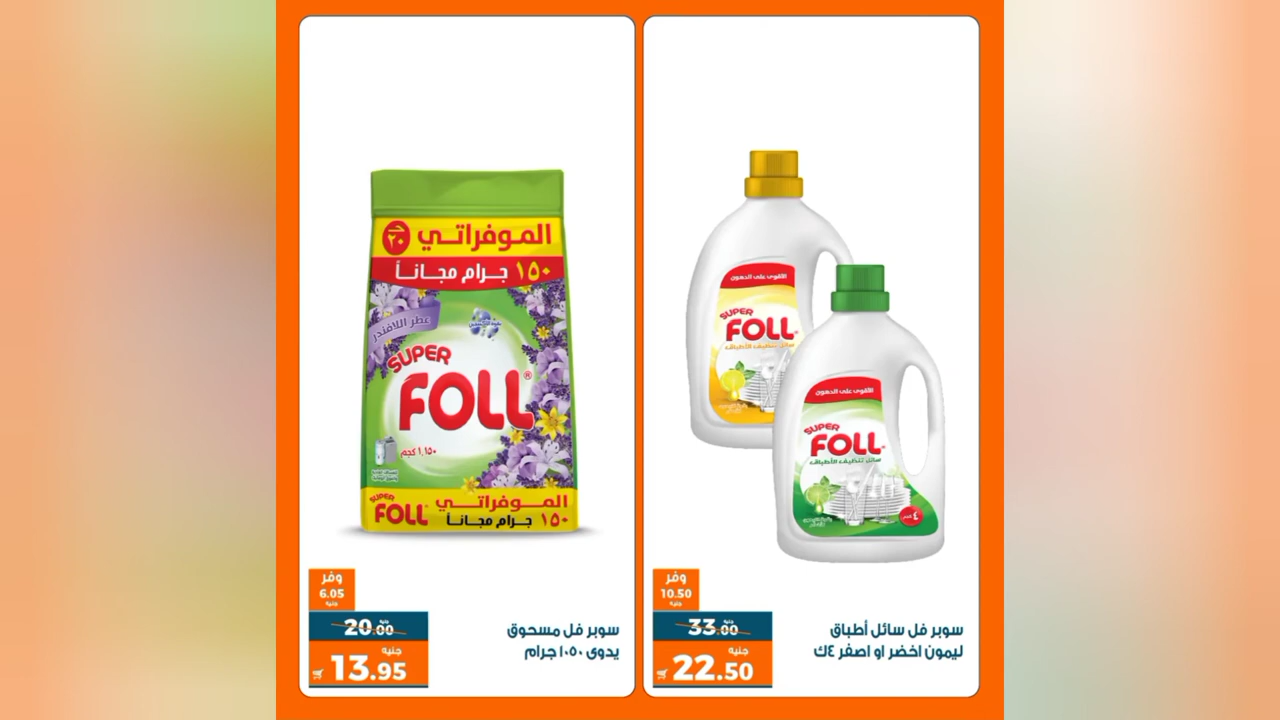 الموفراتي ٢٠ج
١٥٠ جرام مجاناً
عطر اللافندر
SUPER
FOLL®
١,١٥٠ كجم
SUPER
FOLL
الموفراتي
١٥٠ جرام مجاناً
وفر
6.05
جنيه
20.00 جنيه
جنيه
13.95
سوبر فل مسحوق
يدوى ١٠٥٠ جرام
الأقوى على الدهون
SUPER
FOLL
سائل تنظيف الأطباق
الأقوى على الدهون
SUPER
FOLL
سائل تنظيف الأطباق
٤ كجم
وفر
10.50
جنيه
33.00 جنيه
جنيه
22.50
سوبر فل سائل أطباق
ليمون اخضر او اصفر ٤ك